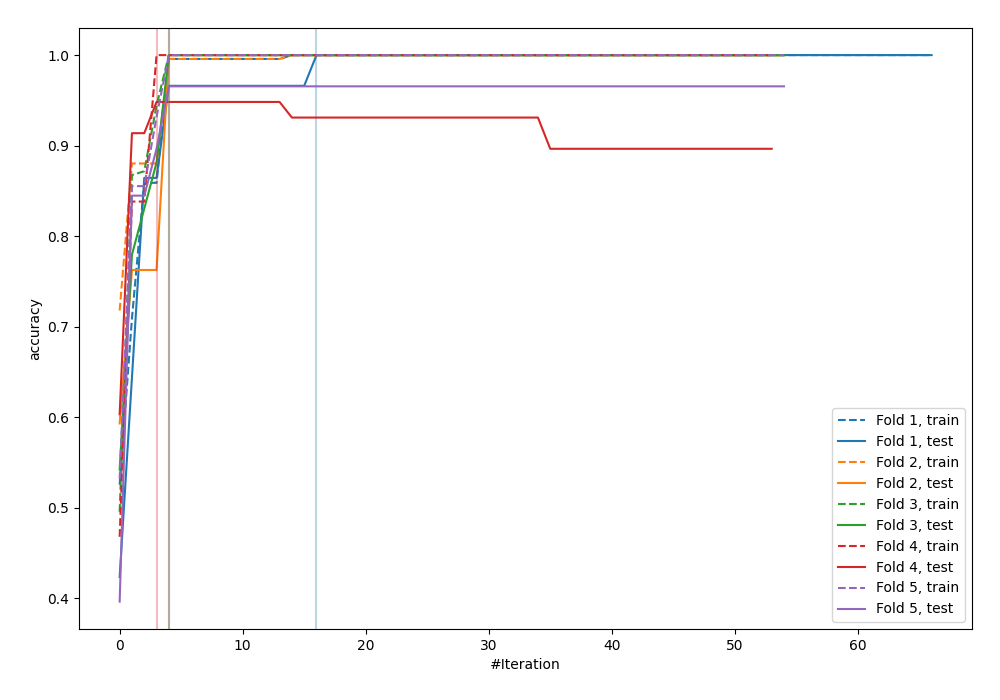 1.0
0.9
0.8
0.7
0.6
0.5
0.4
accuracy
0
10
20
30
40
50
60
#Iteration
Fold 1, train
Fold 1, test
Fold 2, train
Fold 2, test
Fold 3, train
Fold 3, test
Fold 4, train
Fold 4, test
Fold 5, train
Fold 5, test